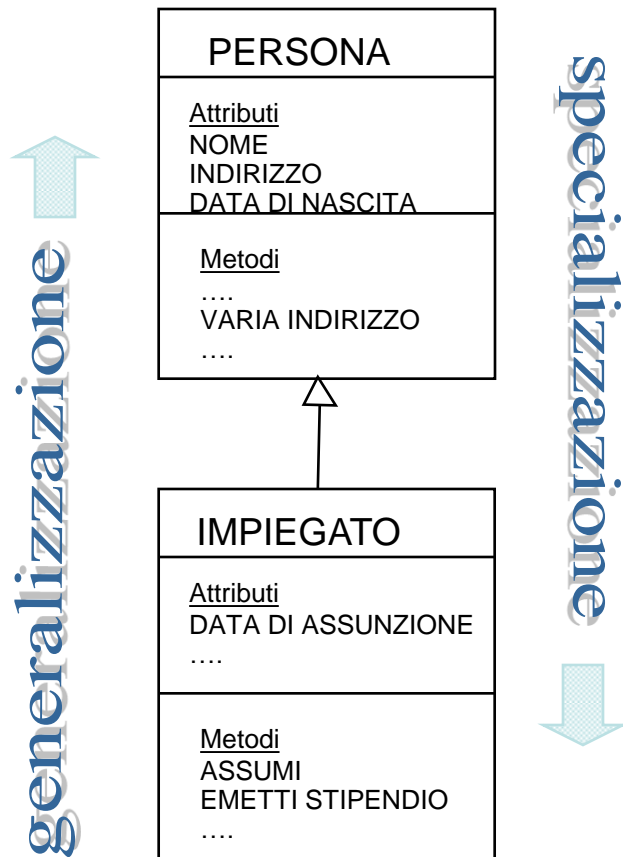 PERSONA
Attributi
NOME
INDIRIZZO
DATA DI NASCITA
Metodi
….
VARIA INDIRIZZO
….
IMPIEGATO
Attributi
DATA DI ASSUNZIONE
….
Metodi
ASSUMI
EMETTI STIPENDIO
….
generalizzazione
specializzazione